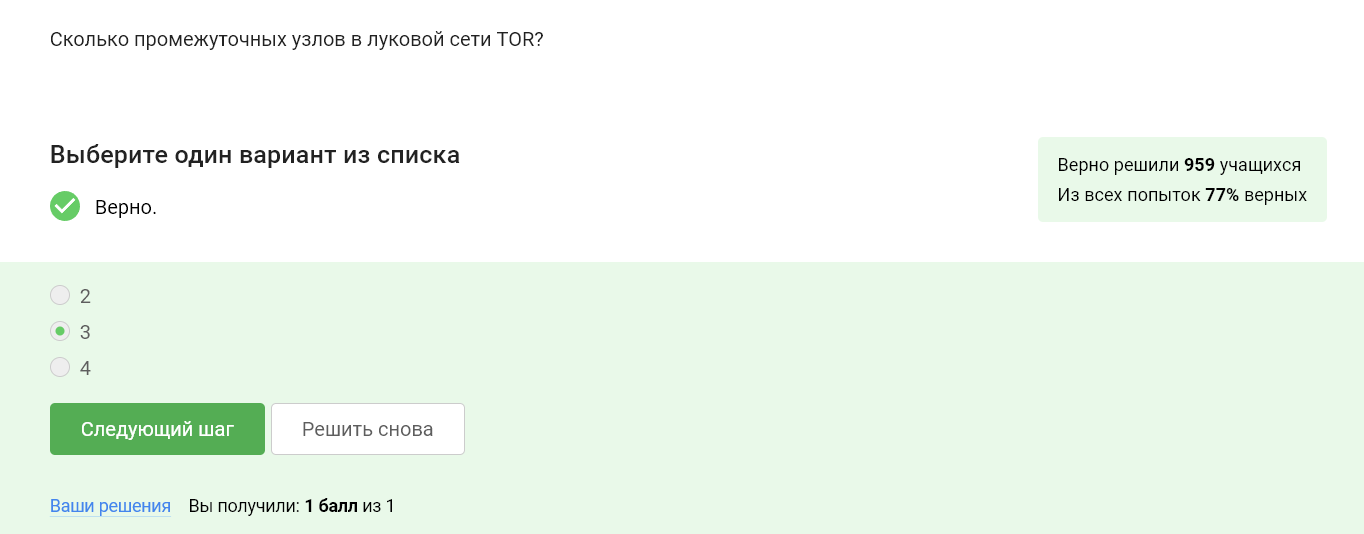 Сколько промежуточных узлов в луковой сети TOR?
Выберите один вариант из списка
Верно решили 959 учащихся
Из всех попыток 77% верных
Верно.
2
3
4
Следующий шаг
Решить снова
Ваши решения Вы получили: 1 балл из 1